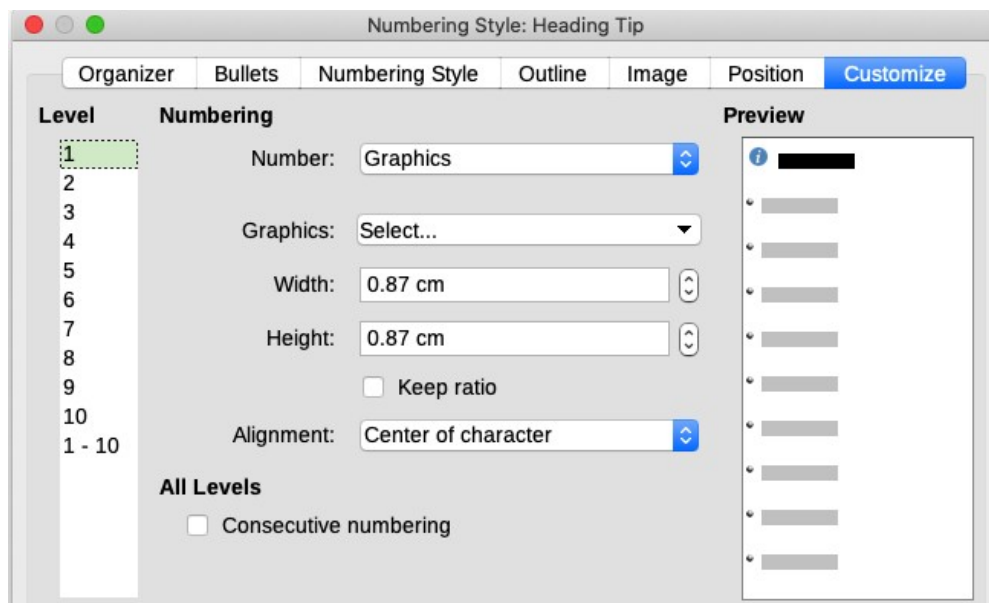 Numbering Style: Heading Tip
Organizer Bullets Numbering Style Outline Image Position Customize
Level Numbering Preview
1
Number: Graphics
2
3
Graphics: Select...
4
5
Width: 0.87 cm
6
7
Height: 0.87 cm
8
9
Keep ratio
10
Alignment: Center of character
1 - 10
All Levels
Consecutive numbering